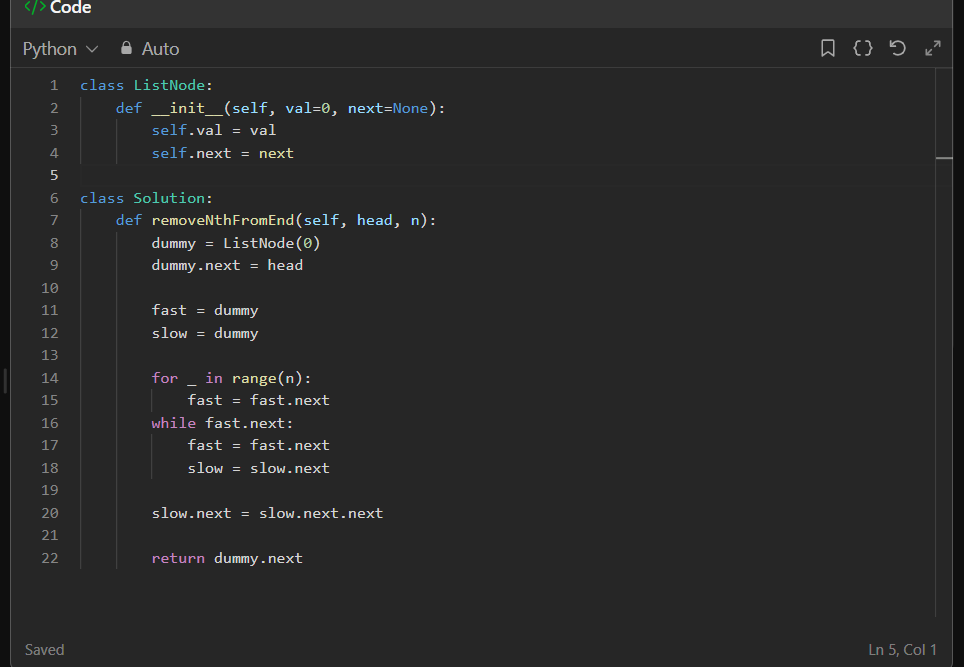 </> Code
Python Auto
1 class ListNode:
2     def __init__(self, val=0, next=None):
3         self.val = val
4         self.next = next
5
6 class Solution:
7     def removeNthFromEnd(self, head, n):
8         dummy = ListNode(0)
9         dummy.next = head
10
11         fast = dummy
12         slow = dummy
13
14         for _ in range(n):
15             fast = fast.next
16         while fast.next:
17             fast = fast.next
18             slow = slow.next
19
20         slow.next = slow.next.next
21
22         return dummy.next
Saved Ln 5, Col 1